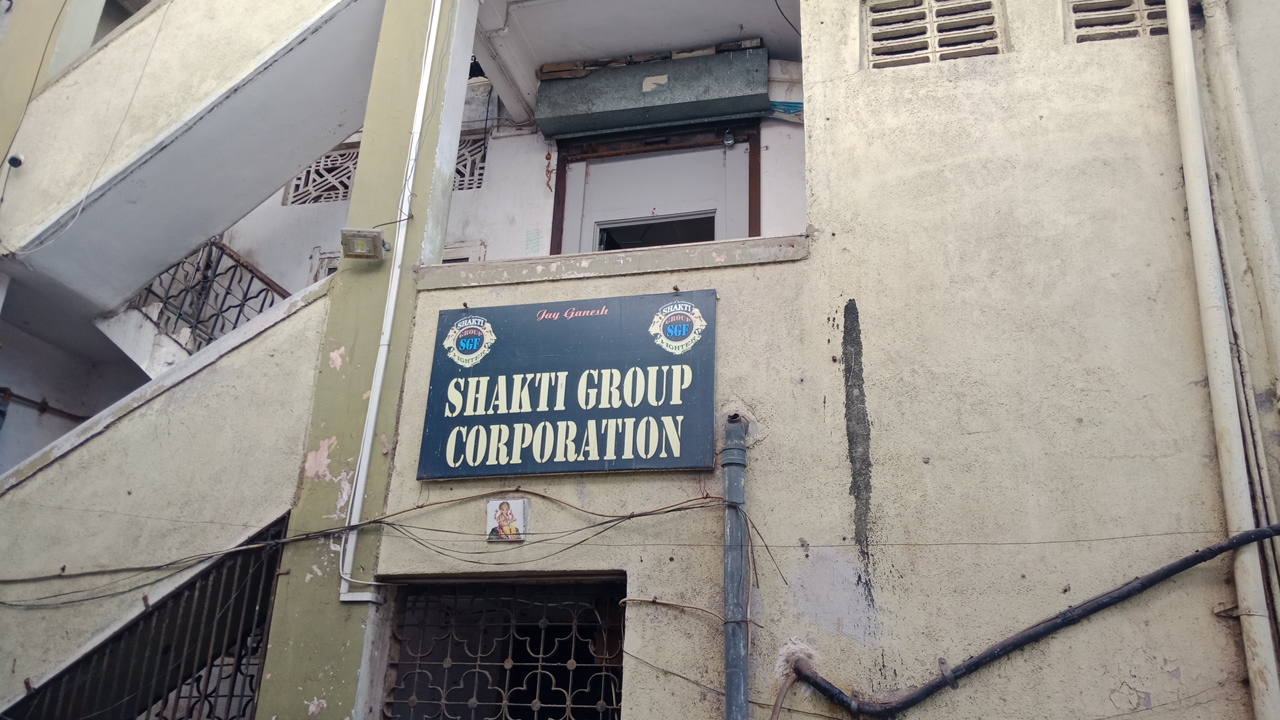 Jay Ganesh
SHAKTI
GROUP
SGF
FIGHTER
SHAKTI
GROUP
SGF
FIGHTER
SHAKTI GROUP
CORPORATION